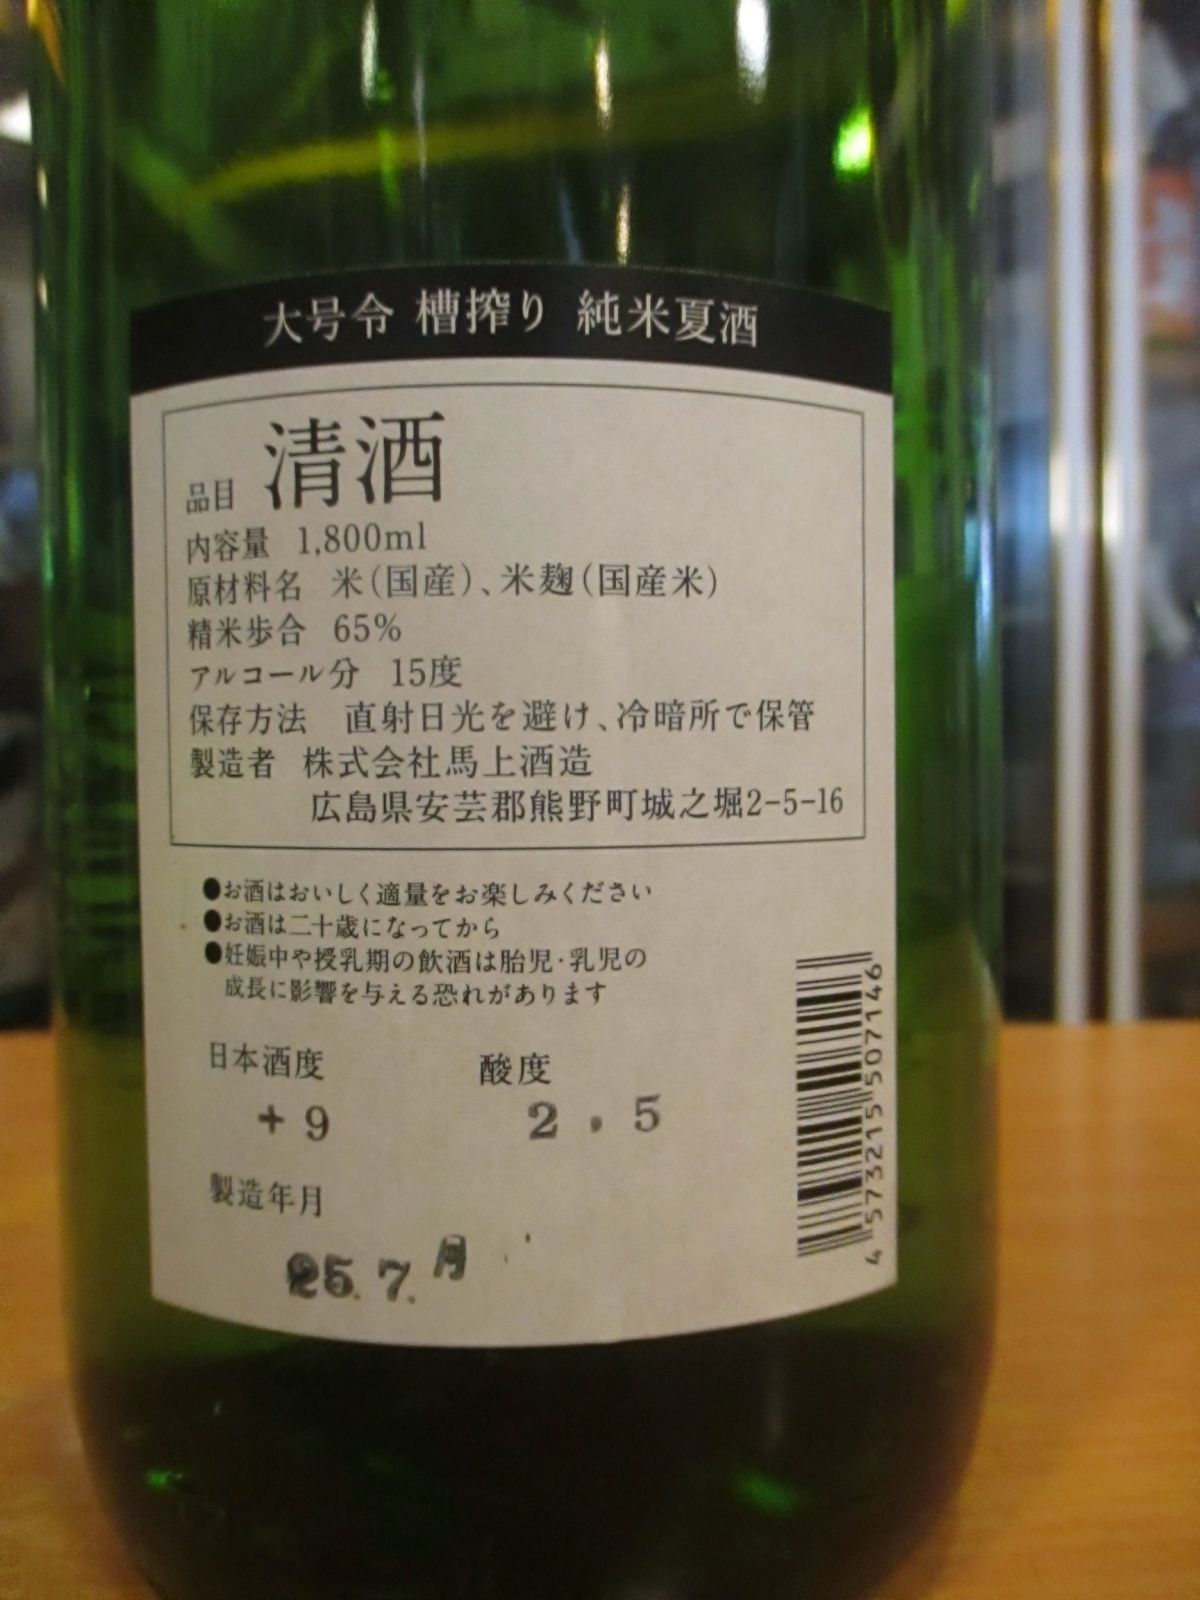 大号令 槽搾り 純米夏酒
品目 清酒
内容量 1,800ml
原材料名 米(国産)、米麹(国産米)
精米歩合 65%
アルコール分 15度
保存方法 直射日光を避け、冷暗所で保管
製造者 株式会社馬上酒造
広島県安芸郡熊野町城之堀2-5-16
●お酒はおいしく適量をお楽しみください
●お酒は二十歳になってから
●妊娠中や授乳期の飲酒は胎児・乳児の
成長に影響を与える恐れがあります
日本酒度 酸度
+9 2.5
製造年月
25.7.月
4 573215 507146